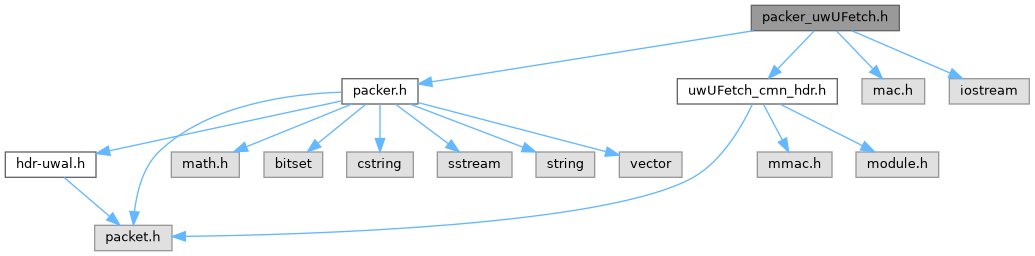 packer_uwUFetch.h
packer.h
uwUFetch_cmn_hdr.h
mac.h
iostream
hdr-uwal.h
math.h
bitset
cstring
sstream
string
vector
mmac.h
module.h
packet.h